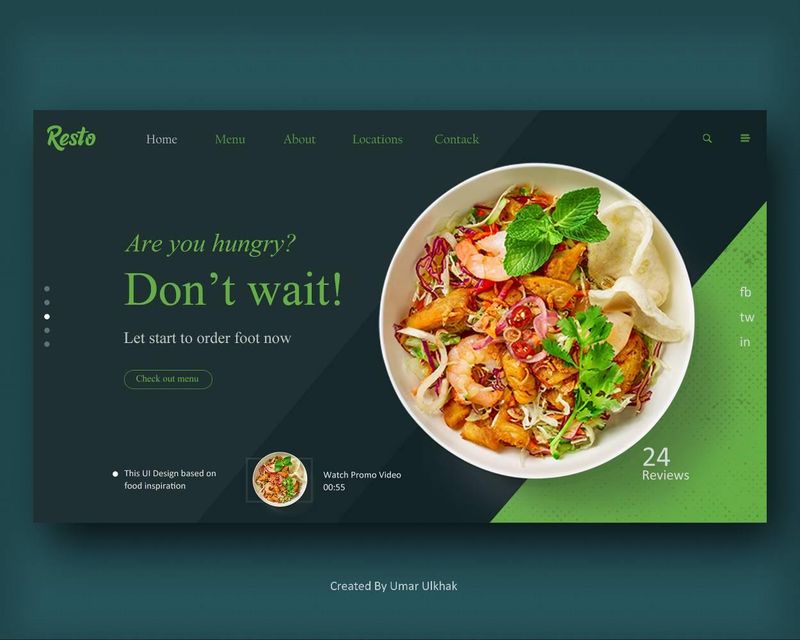 Resto
Home Menu About Locations Contack
Are you hungry?
Don’t wait!
Let start to order foot now
Check out menu
fb
tw
in
This UI Design based on
food inspiration
Watch Promo Video
00:55
24
Reviews
Created By Umar Ulkhak